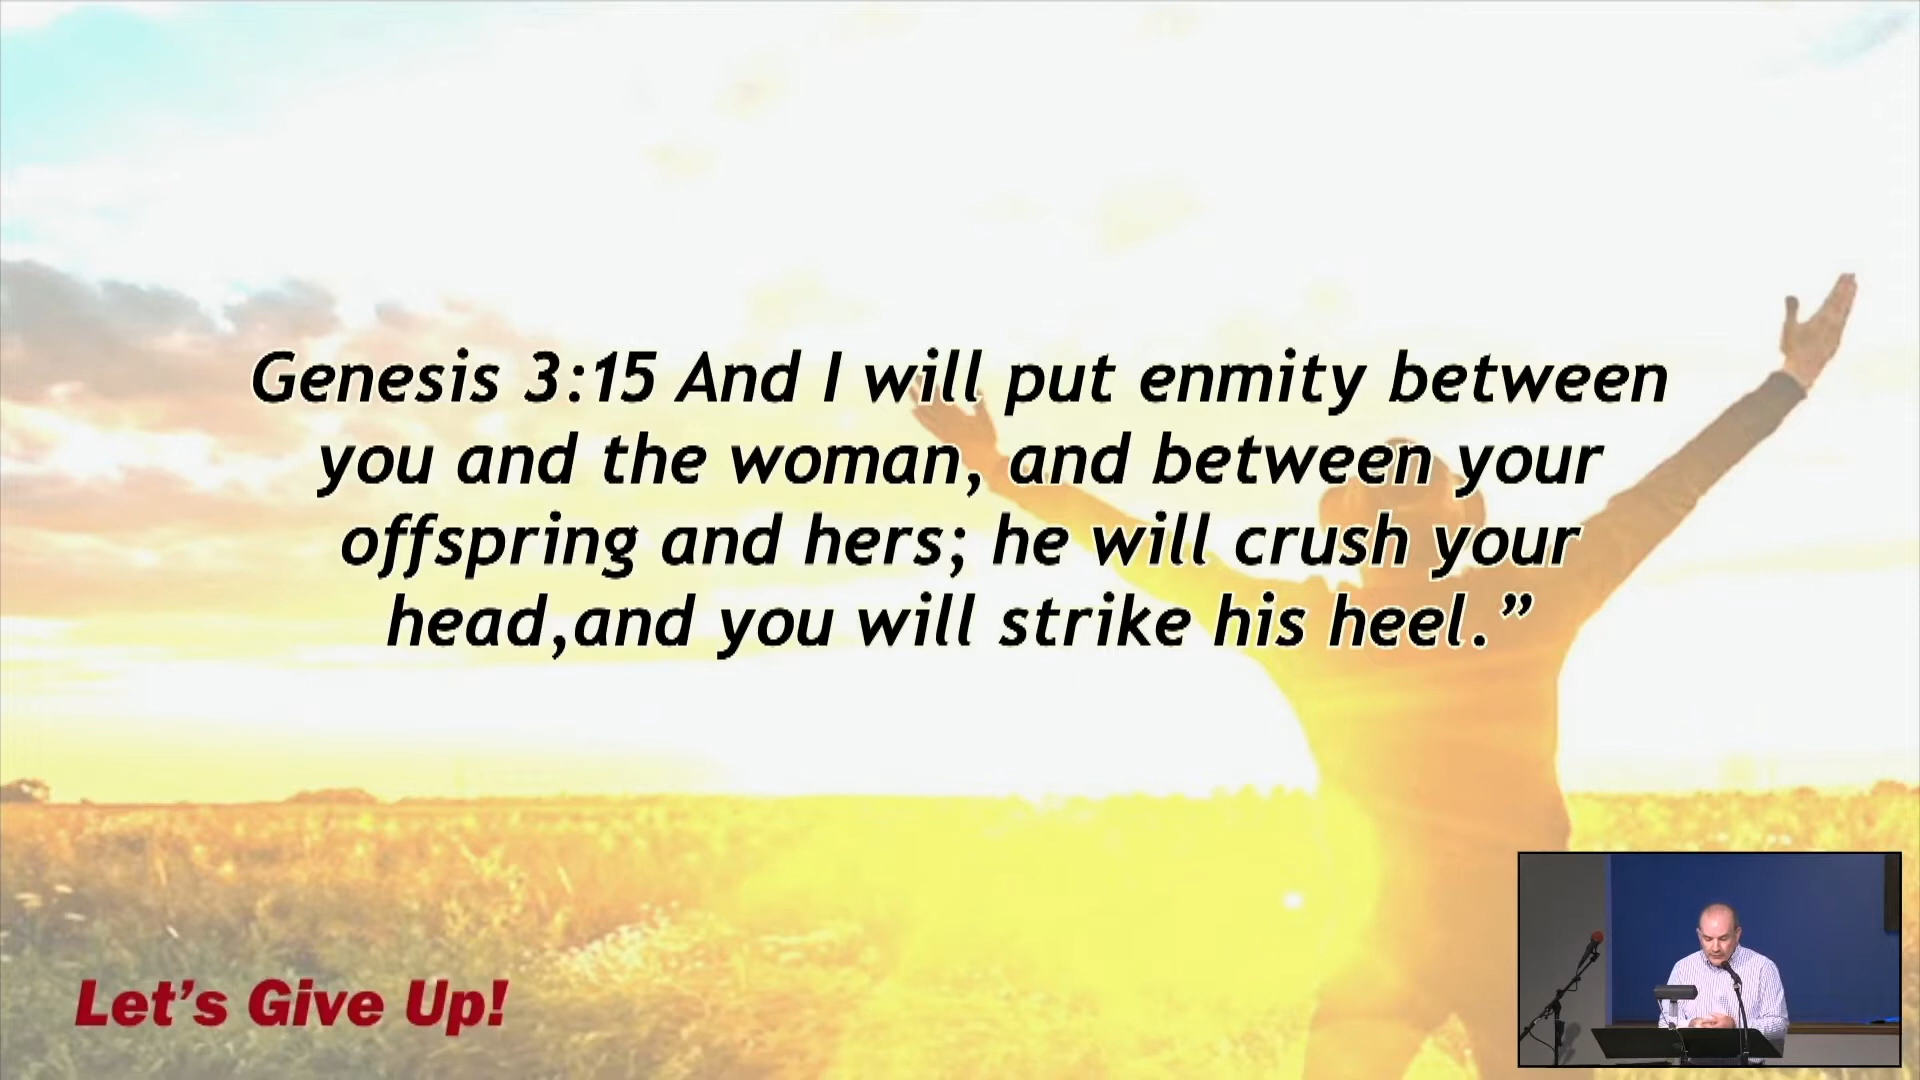 Genesis 3:15 And I will put enmity between
you and the woman, and between your
offspring and hers; he will crush your
head,and you will strike his heel.”
Let’s Give Up!